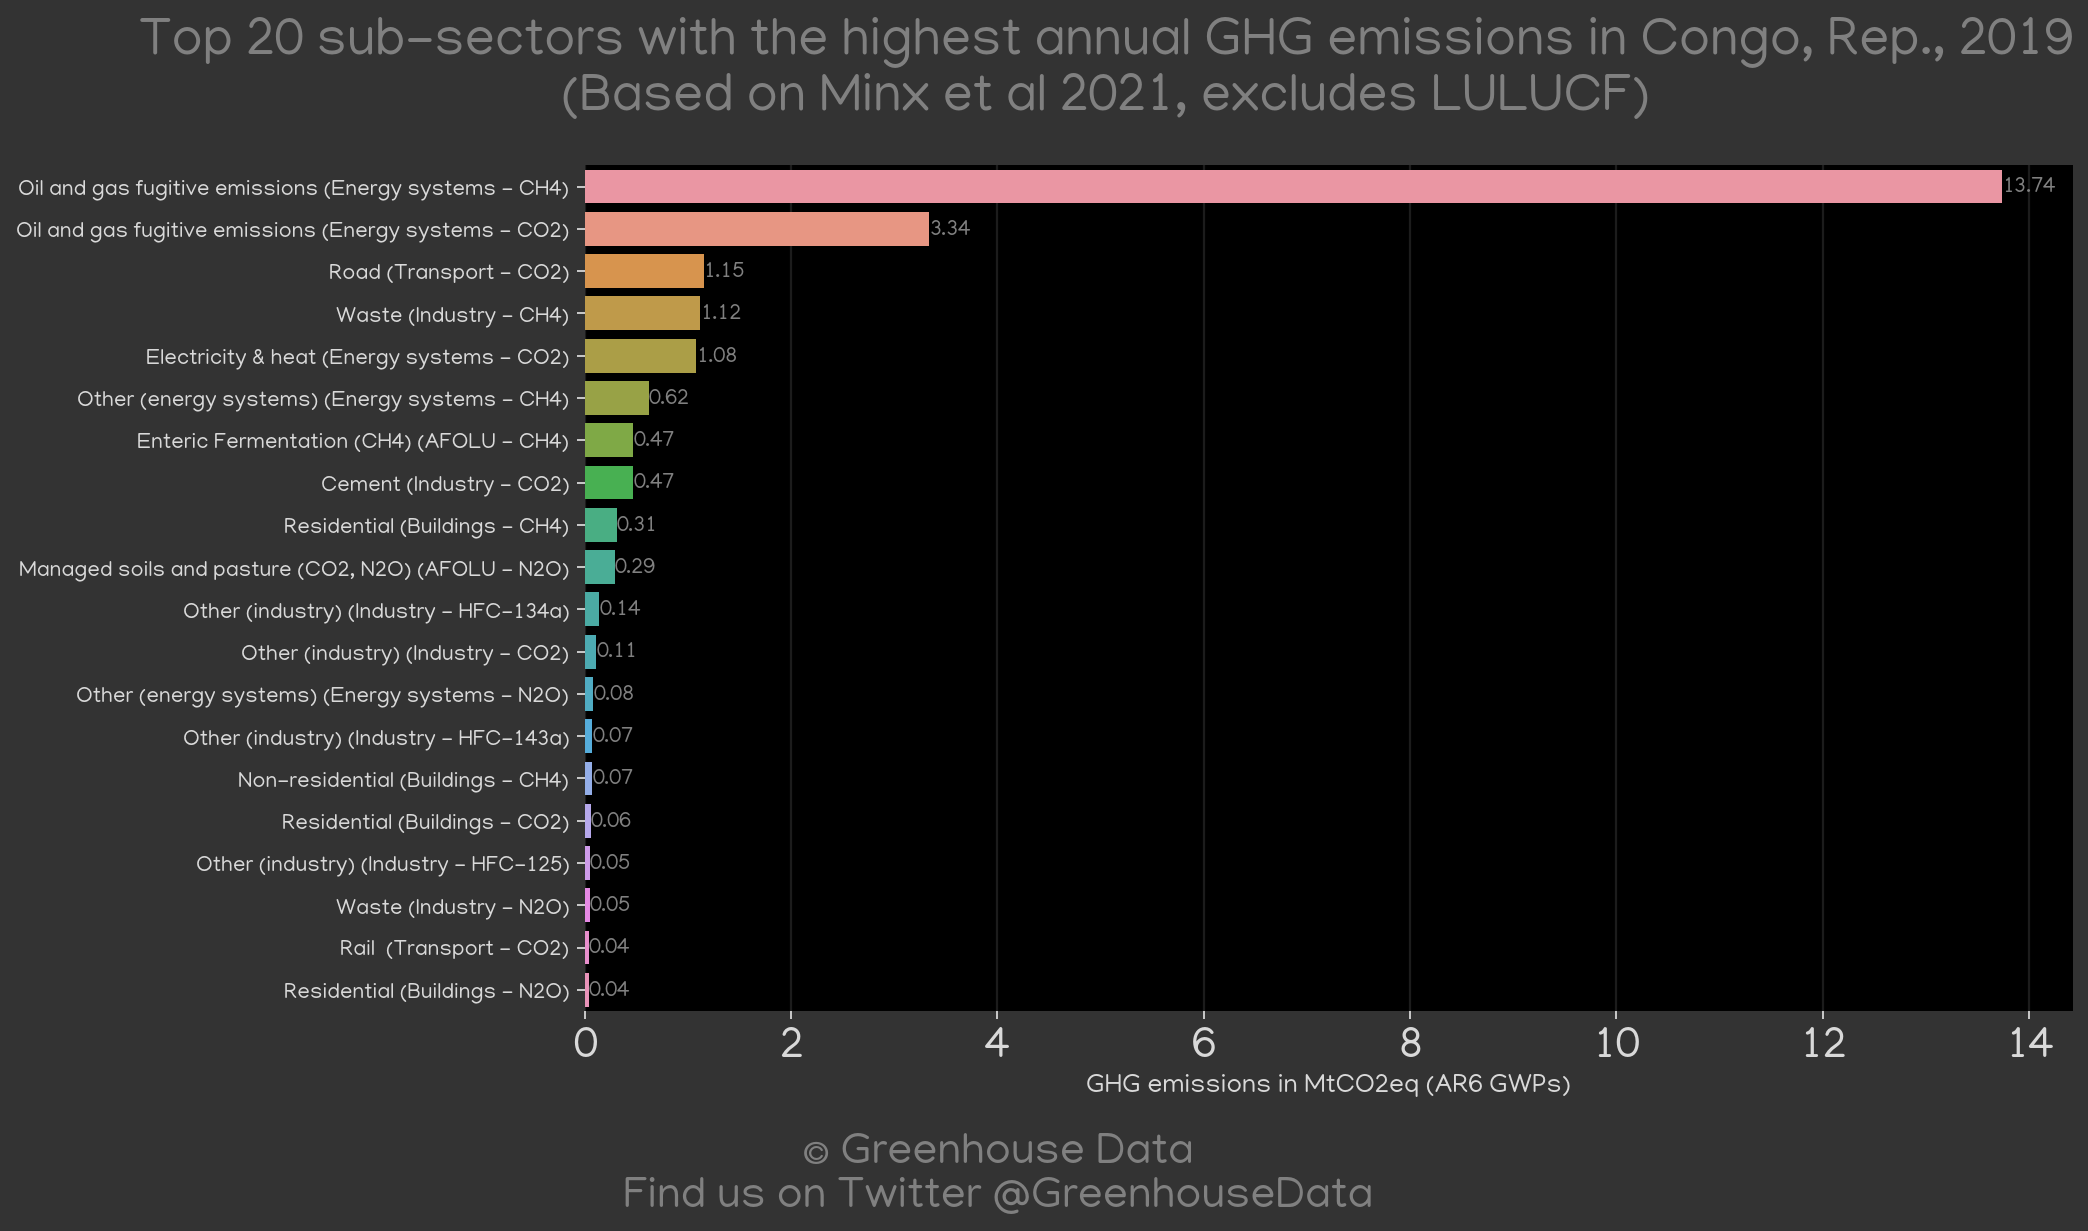 Top 20 sub-sectors with the highest annual GHG emissions in Congo, Rep., 2019
(Based on Minx et al 2021, excludes LULUCF)
Oil and gas fugitive emissions (Energy systems - CH4) 13.74
Oil and gas fugitive emissions (Energy systems - CO2) 3.34
Road (Transport - CO2) 1.15
Waste (Industry - CH4) 1.12
Electricity & heat (Energy systems - CO2) 1.08
Other (energy systems) (Energy systems - CH4) 0.62
Enteric Fermentation (CH4) (AFOLU - CH4) 0.47
Cement (Industry - CO2) 0.47
Residential (Buildings - CH4) 0.31
Managed soils and pasture (CO2, N2O) (AFOLU - N2O) 0.29
Other (industry) (Industry - HFC-134a) 0.14
Other (industry) (Industry - CO2) 0.11
Other (energy systems) (Energy systems - N2O) 0.08
Other (industry) (Industry - HFC-143a) 0.07
Non-residential (Buildings - CH4) 0.07
Residential (Buildings - CO2) 0.06
Other (industry) (Industry - HFC-125) 0.05
Waste (Industry - N2O) 0.05
Rail  (Transport - CO2) 0.04
Residential (Buildings - N2O) 0.04
0 2 4 6 8 10 12 14
GHG emissions in MtCO2eq (AR6 GWPs)
© Greenhouse Data
Find us on Twitter @GreenhouseData